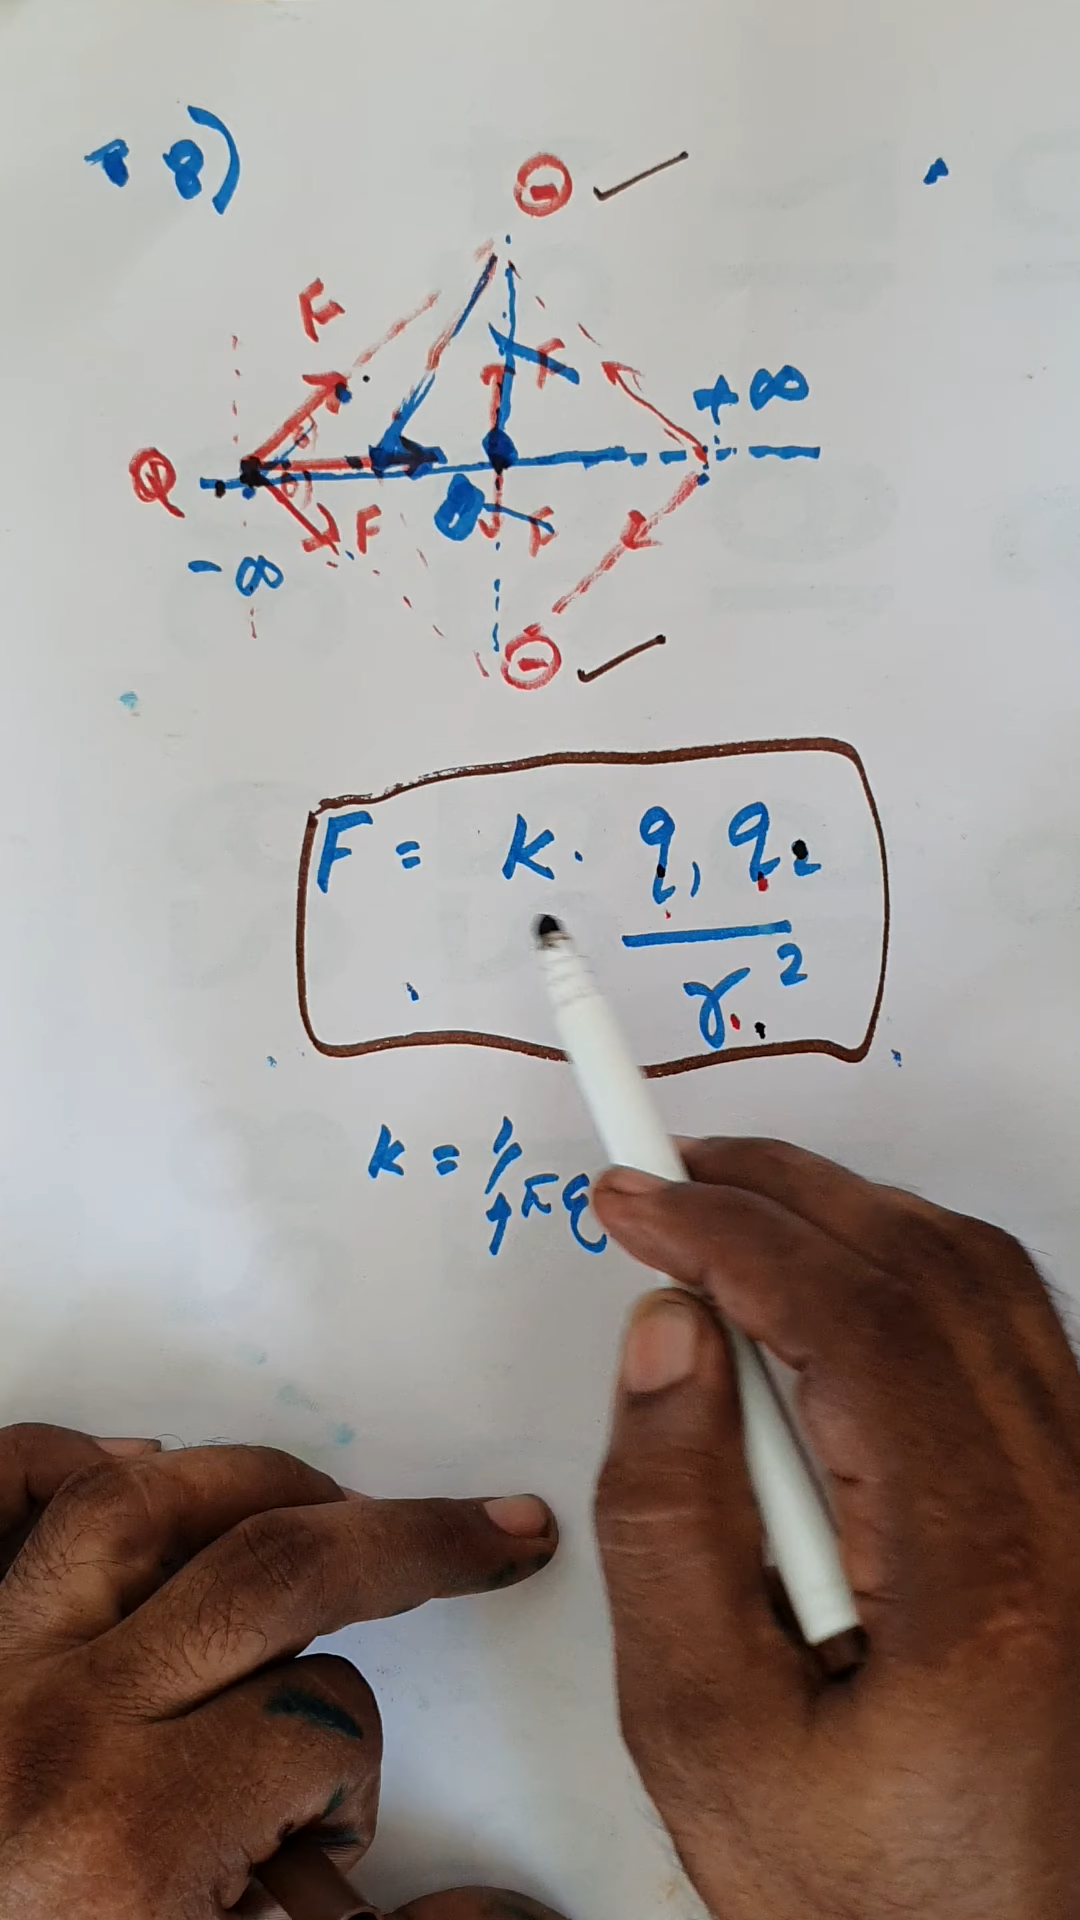 8)
⊖
F
F
+∞
Q
F
F
-∞
⊖
F = K. q₁ q₂
r²
K = 1/4πε